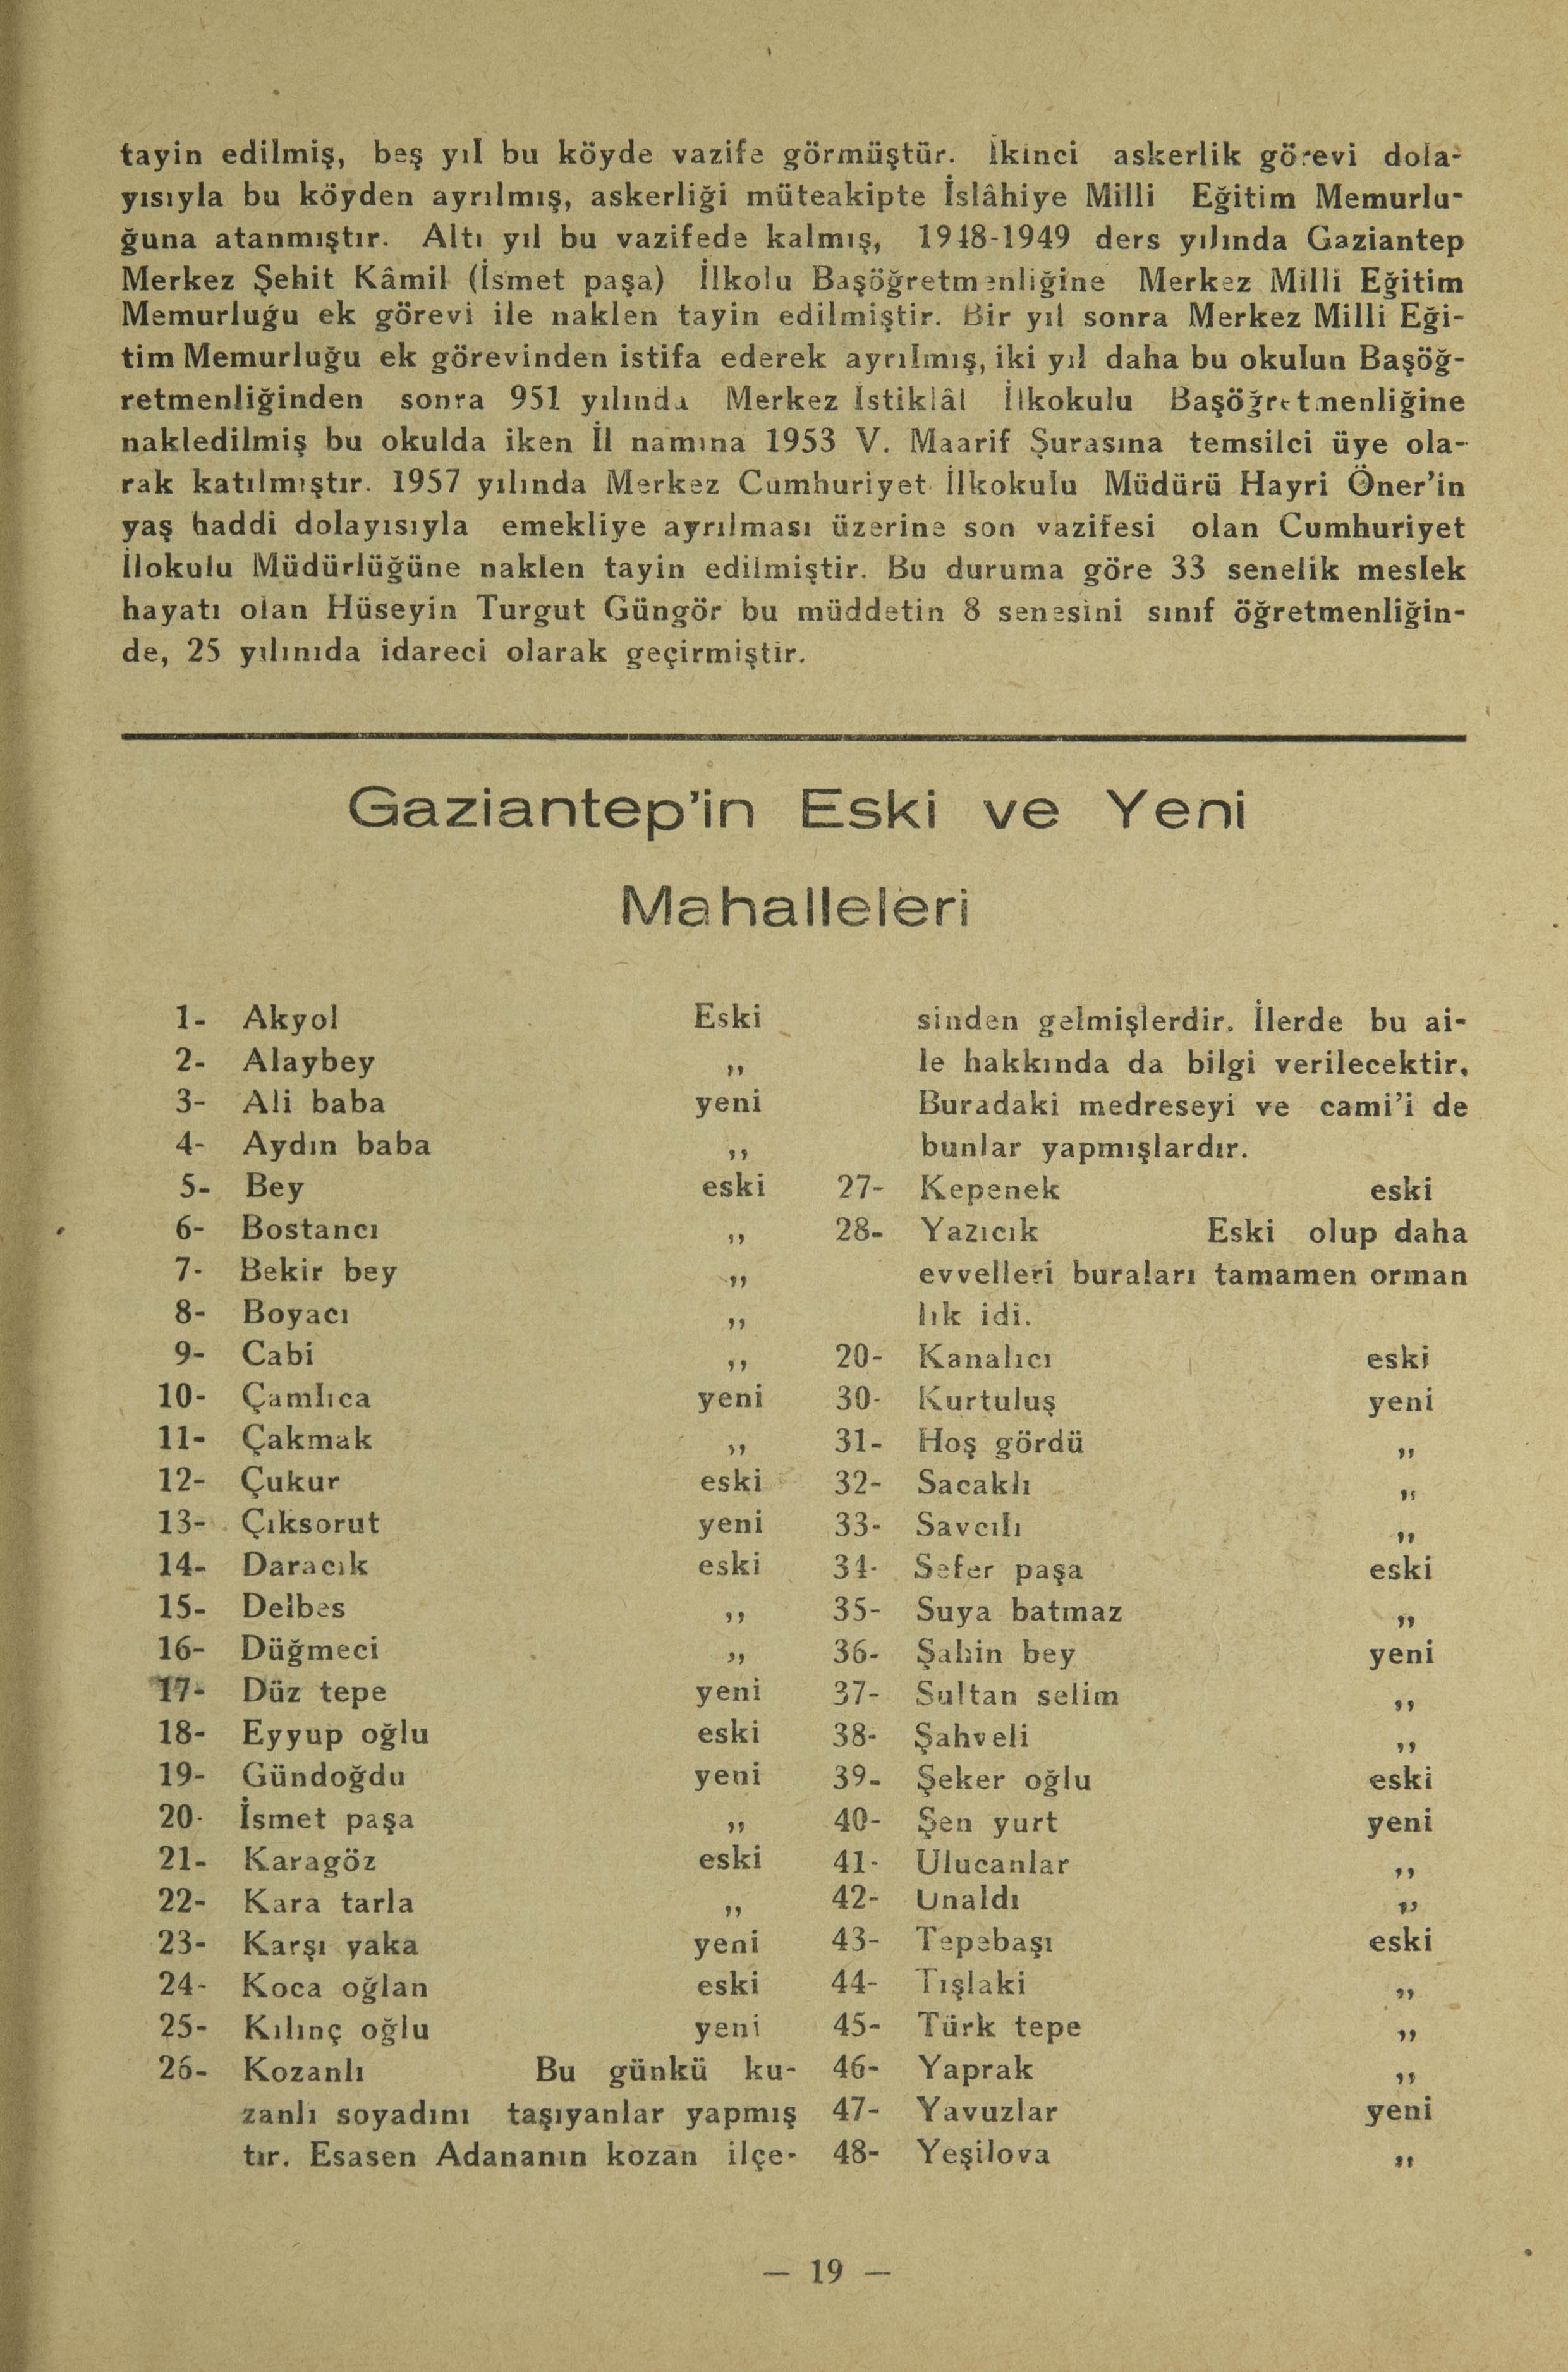 tayin edilmiş, beş yıl bu köyde vazife görmüştür. İkinci askerlik görevi dola-
yısıyla bu köyden ayrılmış, askerliği müteakipte İslâhiye Milli Eğitim Memurlu-
ğuna atanmıştır. Altı yıl bu vazifede kalmış, 1948-1949 ders yılında Gaziantep
Merkez Şehit Kâmil (İsmet paşa) İlkolu Başöğretmenliğine Merkez Milli Eğitim
Memurluğu ek görevi ile naklen tayin edilmiştir. Bir yıl sonra Merkez Milli Eği-
tim Memurluğu ek görevinden istifa ederek ayrılmış, iki yıl daha bu okulun Başöğ-
retmenliğinden sonra 951 yılında Merkez İstiklâl İlkokulu Başöğretmenliğine
nakledilmiş bu okulda iken İl namına 1953 V. Maarif Şurasına temsilci üye ola-
rak katılmıştır. 1957 yılında Merkez Cumhuriyet İlkokulu Müdürü Hayri Öner'in
yaş haddi dolayısıyla emekliye ayrılması üzerine son vazifesi olan Cumhuriyet
İlokulu Müdürlüğüne naklen tayin edilmiştir. Bu duruma göre 33 senelik meslek
hayatı olan Hüseyin Turgut Güngör bu müddetin 8 senesini sınıf öğretmenliğin-
de, 25 yılınıda idareci olarak geçirmiştir.
Gaziantep'in Eski ve Yeni
Mahalleleri
1- Akyol Eski
2- Alaybey ,,
3- Ali baba yeni
4- Aydın baba ,,
5- Bey eski
6- Bostancı ,,
7- Bekir bey ,,
8- Boyacı ,,
9- Cabi ,,
10- Çamlıca yeni
11- Çakmak ,,
12- Çukur eski
13- Çıksorut yeni
14- Daracık eski
15- Delbes ,,
16- Düğmeci ,,
17- Düz tepe yeni
18- Eyyup oğlu eski
19- Gündoğdu yeni
20- İsmet paşa ,,
21- Karagöz eski
22- Kara tarla ,,
23- Karşı yaka yeni
24- Koca oğlan eski
25- Kılınç oğlu yeni
26- Kozanlı Bu günkü ku-
zanlı soyadını taşıyanlar yapmış
tır. Esasen Adananın kozan ilçe-
sinden gelmişlerdir. İlerde bu ai-
le hakkında da bilgi verilecektir,
Buradaki medreseyi ve cami'i de
bunlar yapmışlardır.
27- Kepenek eski
28- Yazıcık Eski olup daha
evvelleri buraları tamamen orman
lık idi.
20- Kanalıcı eski
30- Kurtuluş yeni
31- Hoş gördü ,,
32- Sacaklı ,,
33- Savcılı ,,
34- Sefer paşa eski
35- Suya batmaz ,,
36- Şahin bey yeni
37- Sultan selim ,,
38- Şahveli ,,
39- Şeker oğlu eski
40- Şen yurt yeni
41- Ulucanlar ,,
42- Unaldı ,,
43- Tepebaşı eski
44- Tışlaki ,,
45- Türk tepe ,,
46- Yaprak ,,
47- Yavuzlar yeni
48- Yeşilova ,,
— 19 —